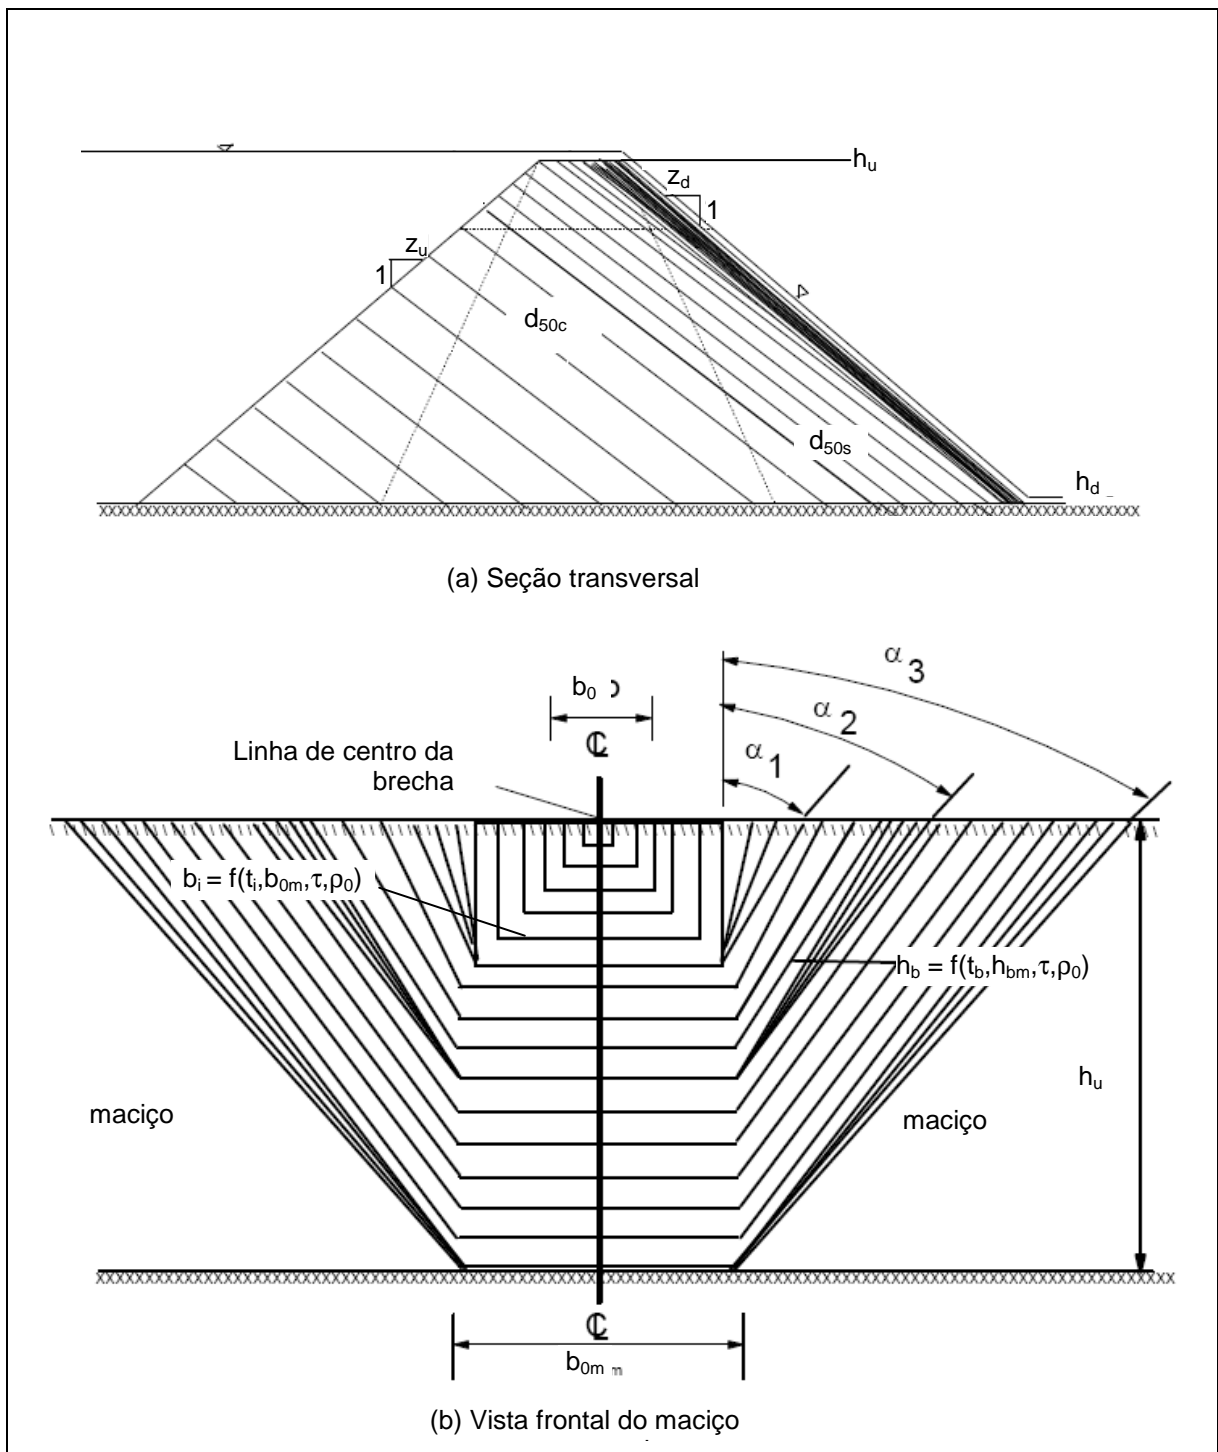 h_u
z_d
1
z_u
1
d_50c
d_50s
h_d
(a) Seção transversal
α 3
b_0
α 2
℄
α 1
Linha de centro da
brecha
b_i = f(t_i,b_0m,τ,ρ_0)
h_b = f(t_b,h_bm,τ,ρ_0)
h_u
maciço
maciço
℄
b_0m
(b) Vista frontal do maciço